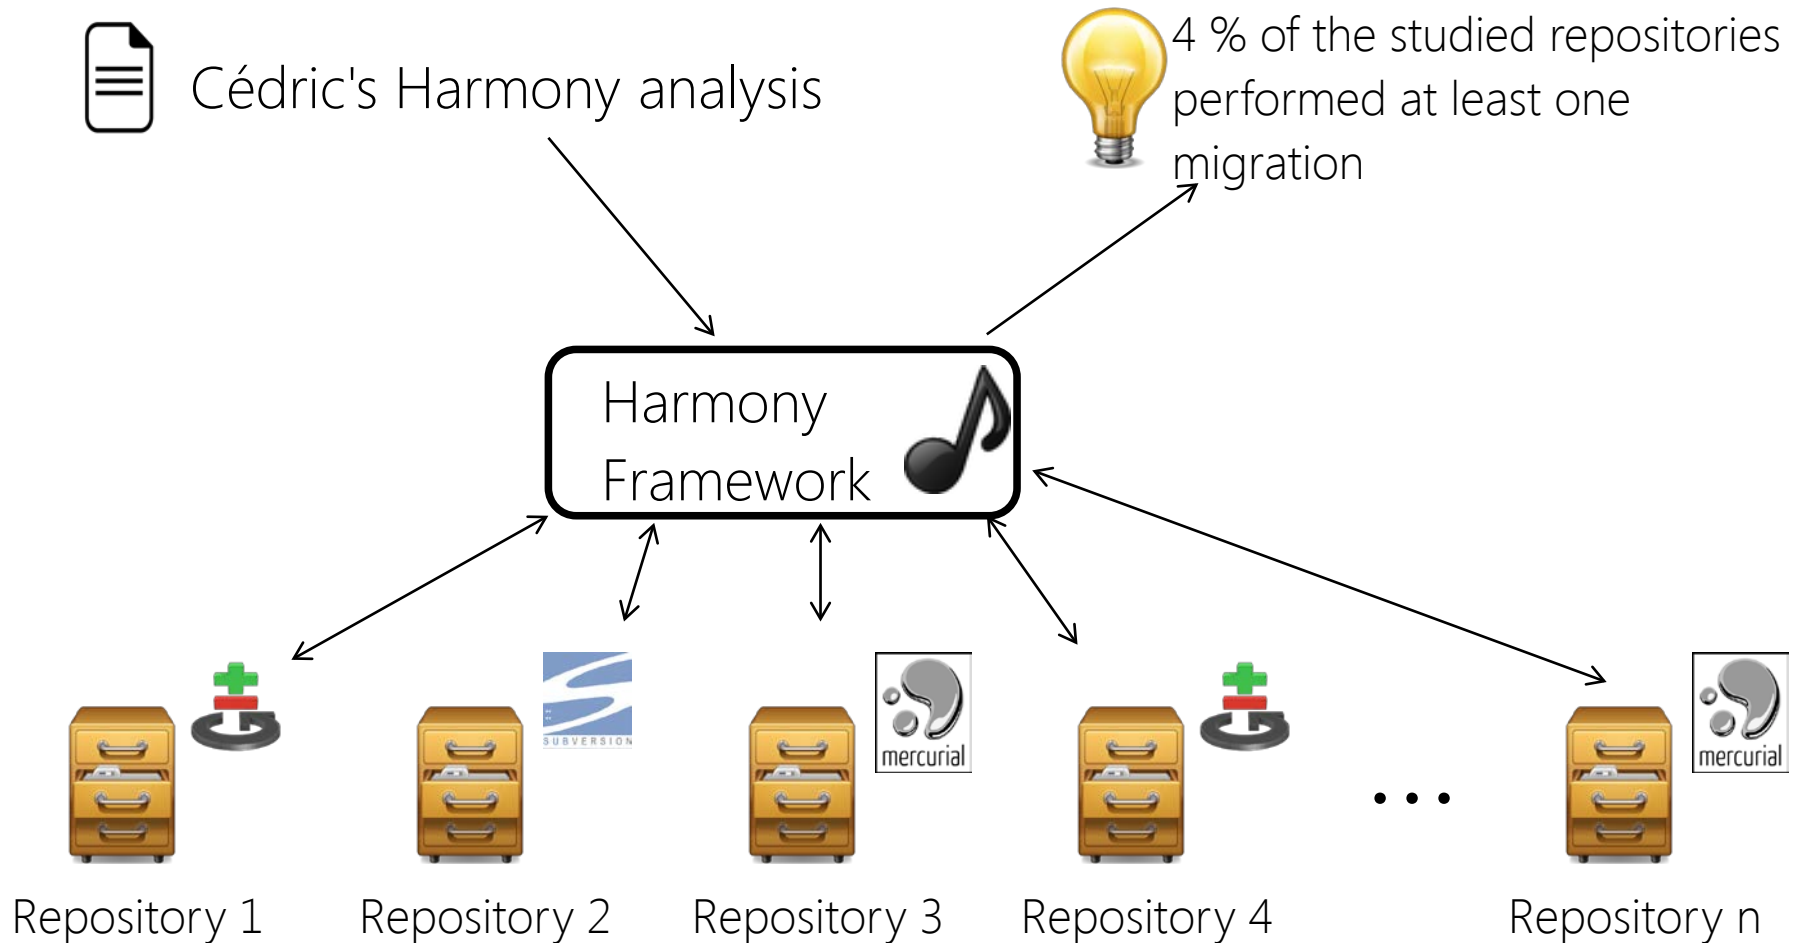 Cédric's Harmony analysis
4 % of the studied repositories
performed at least one
migration
Harmony
Framework
SUBVERSION
mercurial
mercurial
...
Repository 1
Repository 2
Repository 3
Repository 4
Repository n